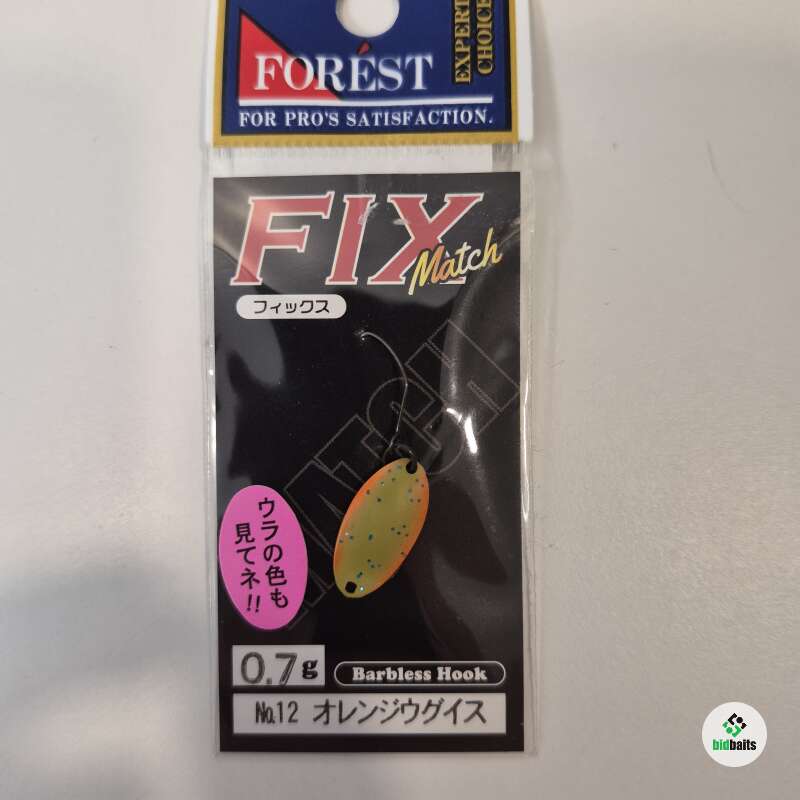 FORÉST
EXPERT
CHOICE
FOR PRO'S SATISFACTION.
FIX
Match
フィックス
MATCH
ウラの色も
見てネ!!
0.7g
Barbless Hook
No.12 オレンジウグイス
bidbaits